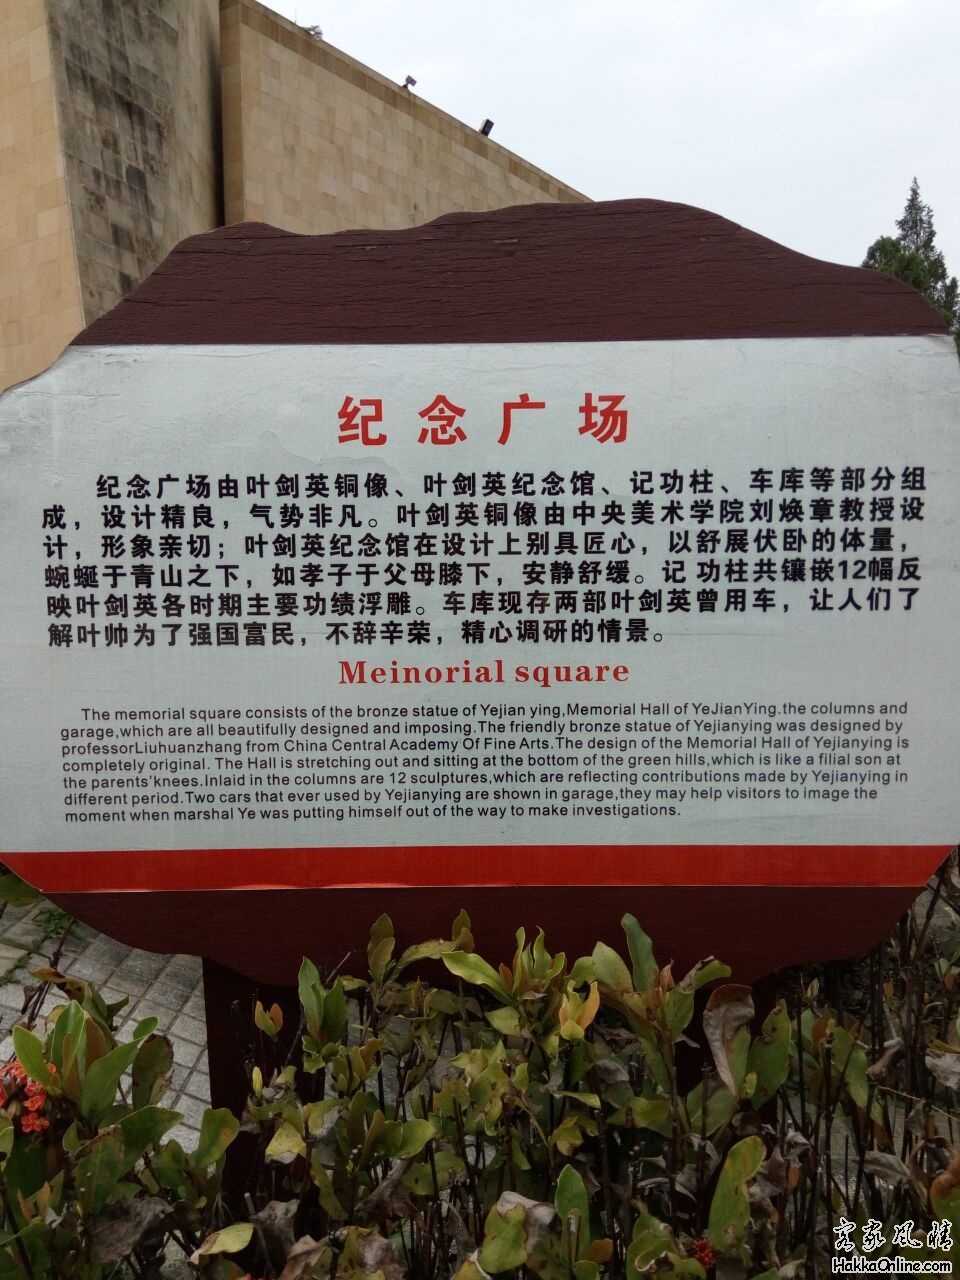 纪念广场
纪念广场由叶剑英铜像、叶剑英纪念馆、记功柱、车库等部分组
成，设计精良，气势非凡。叶剑英铜像由中央美术学院刘焕章教授设
计，形象亲切；叶剑英纪念馆在设计上别具匠心，以舒展伏卧的体量，
蜿蜒于青山之下，如孝子于父母膝下，安静舒缓。记 功柱共镶嵌12幅反
映叶剑英各时期主要功绩浮雕。车库现存两部叶剑英曾用车，让人们了
解叶帅为了强国富民，不辞辛荣，精心调研的情景。
Meinorial square
The memorial square consists of the bronze statue of Yejian ying,Memorial Hall of YeJianYing.the columns and
garage,which are all beautifully designed and imposing.The friendly bronze statue of Yejianying was designed by
professorLiuhuanzhang from China Central Academy Of Fine Arts.The design of the Memorial Hall of Yejianying is
completely original. The Hall is stretching out and sitting at the bottom of the green hills,which is like a filial son at
the parents'knees.Inlaid in the columns are 12 sculptures,which are reflecting contributions made by Yejianying in
different period.Two cars that ever used by Yejianying are shown in garage,they may help visitors to image the
moment when marshal Ye was putting himself out of the way to make investigations.
客家风情
HakkaOnline.com